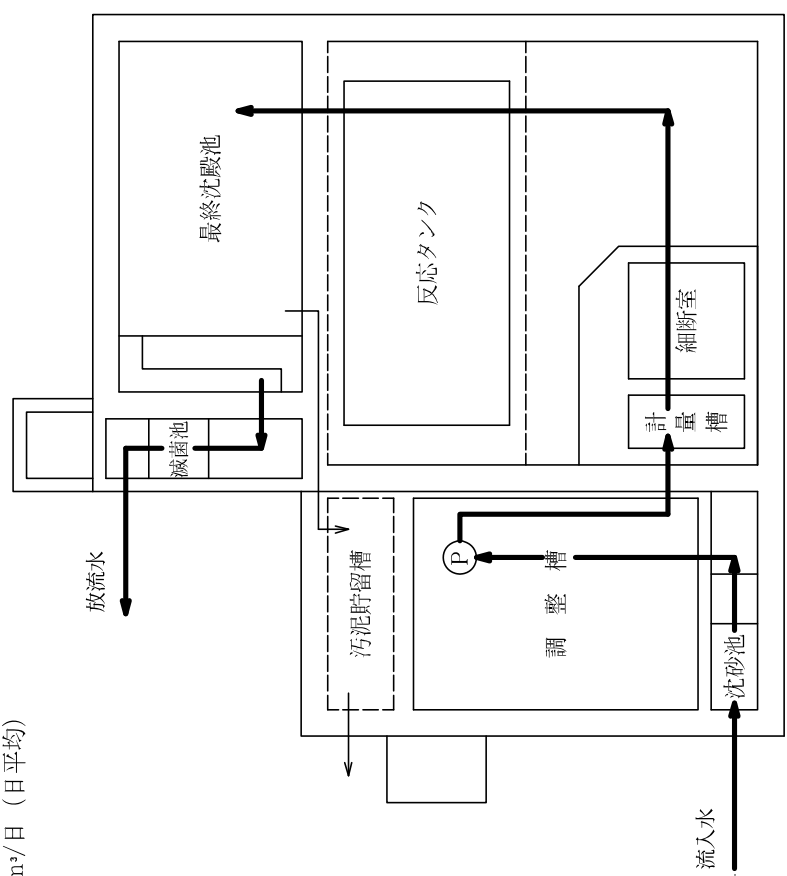 最終沈殿池
反応タンク
細断室
計量槽
滅菌池
放流水
汚泥貯留槽
P
調整槽
沈砂池
流入水
m³/日 (日平均)